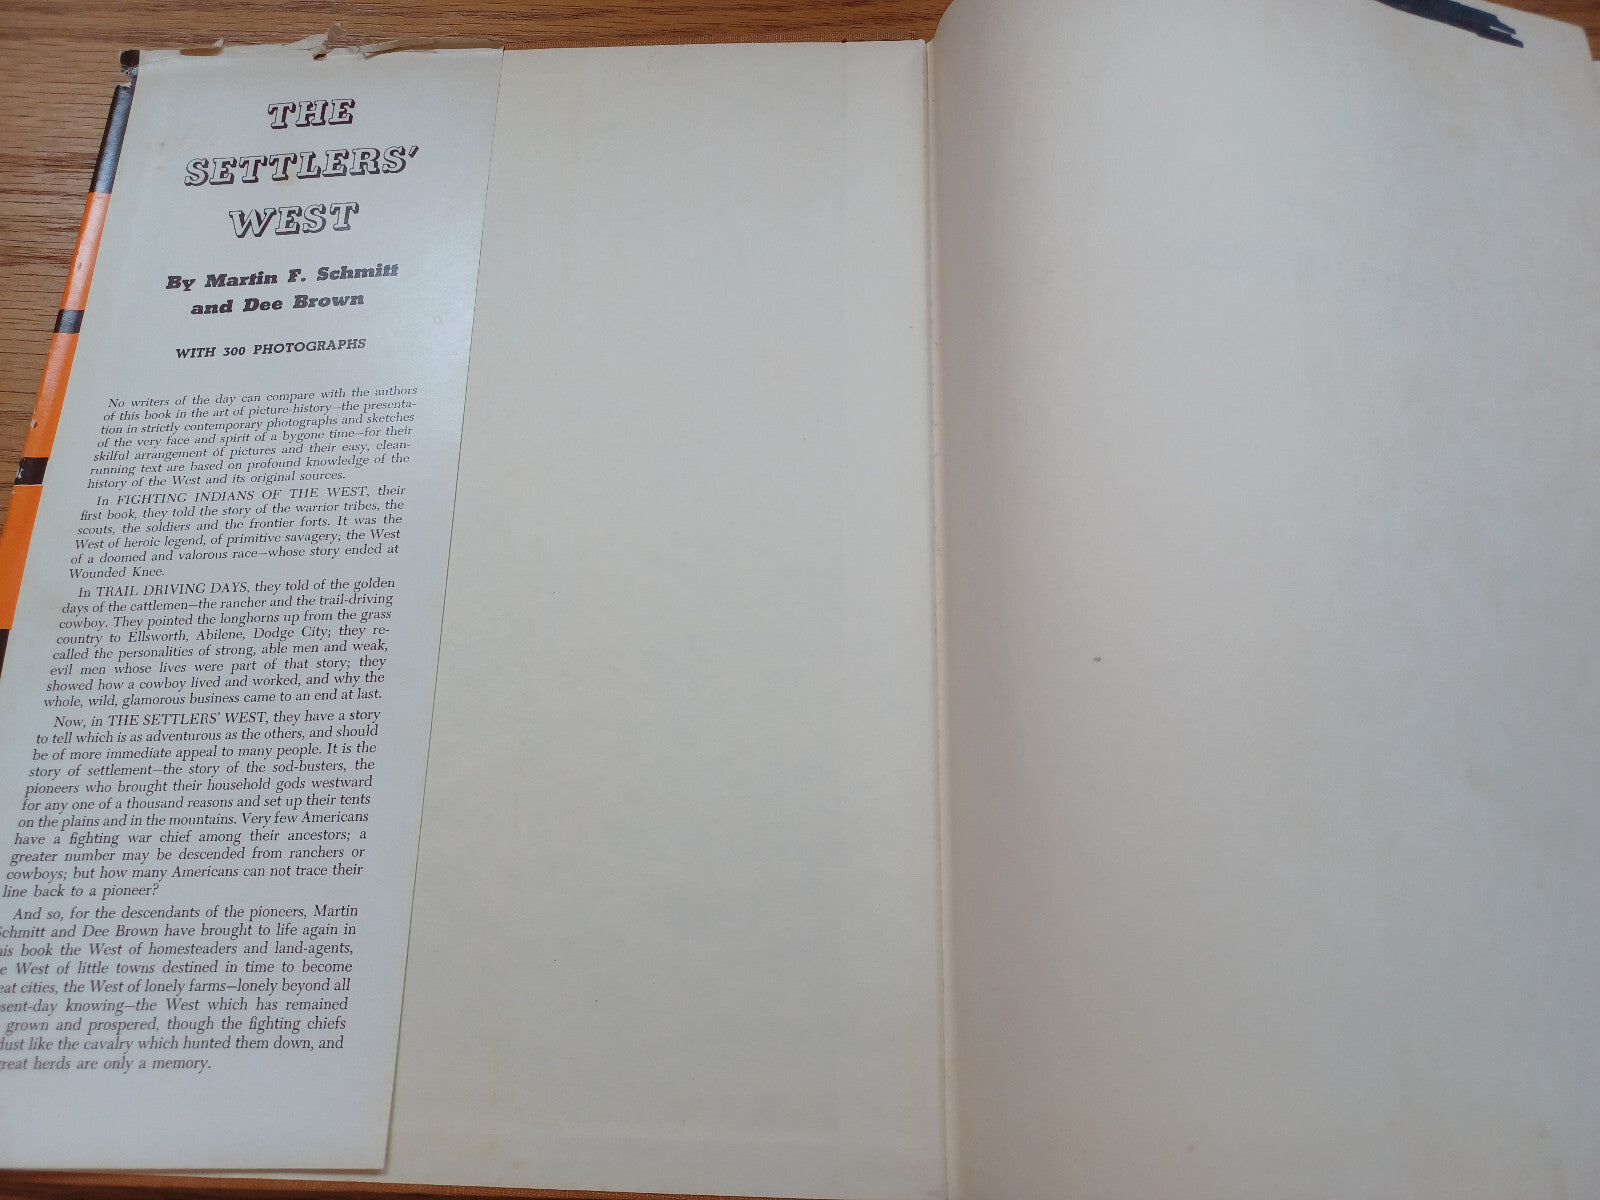 THE
SETTLERS'
WEST
By Martin F. Schmitt
and Dee Brown
WITH 300 PHOTOGRAPHS
No writers of the day can compare with the authors
of this book in the art of picture-history—the presenta-
tion in strictly contemporary photographs and sketches
of the very face and spirit of a bygone time—for their
skilful arrangement of pictures and their easy, clean-
running text are based on profound knowledge of the
history of the West and its original sources.
In FIGHTING INDIANS OF THE WEST, their
first book, they told the story of the warrior tribes, the
scouts, the soldiers and the frontier forts. It was the
West of heroic legend, of primitive savagery; the West
of a doomed and valorous race—whose story ended at
Wounded Knee.
In TRAIL DRIVING DAYS, they told of the golden
days of the cattlemen—the rancher and the trail-driving
cowboy. They pointed the longhorns up from the grass
country to Ellsworth, Abilene, Dodge City; they re-
called the personalities of strong, able men and weak,
evil men whose lives were part of that story; they
showed how a cowboy lived and worked, and why the
whole, wild, glamorous business came to an end at last.
Now, in THE SETTLERS' WEST, they have a story
to tell which is as adventurous as the others, and should
be of more immediate appeal to many people. It is the
story of settlement—the story of the sod-busters, the
pioneers who brought their household gods westward
for any one of a thousand reasons and set up their tents
on the plains and in the mountains. Very few Americans
have a fighting war chief among their ancestors; a
greater number may be descended from ranchers or
cowboys; but how many Americans can not trace their
line back to a pioneer?
And so, for the descendants of the pioneers, Martin
Schmitt and Dee Brown have brought to life again in
his book the West of homesteaders and land-agents,
e West of little towns destined in time to become
eat cities, the West of lonely farms—lonely beyond all
sent-day knowing—the West which has remained
grown and prospered, though the fighting chiefs
dust like the cavalry which hunted them down, and
reat herds are only a memory.